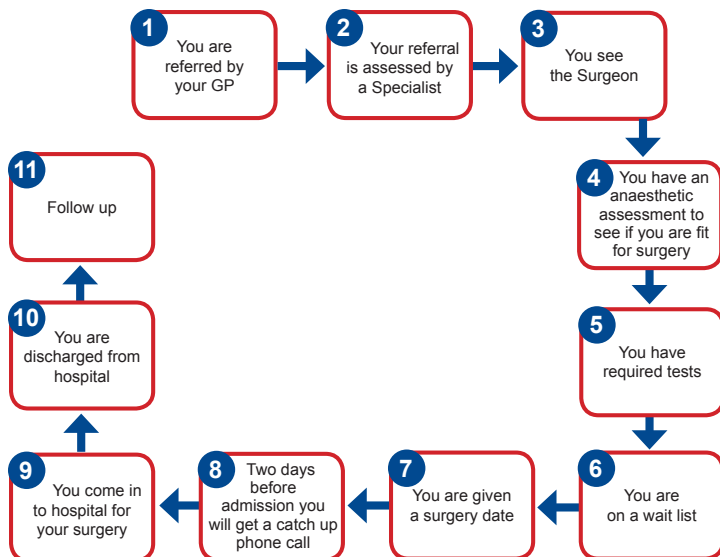 1
You are
referred by
your GP
2
Your referral
is assessed by
a Specialist
3
You see
the Surgeon
4
You have an
anaesthetic
assessment to
see if you are fit
for surgery
5
You have
required tests
6
You are
on a wait list
7
You are given
a surgery date
8
Two days
before
admission you
will get a catch up
phone call
9
You come in
to hospital for
your surgery
10
You are
discharged from
hospital
11
Follow up